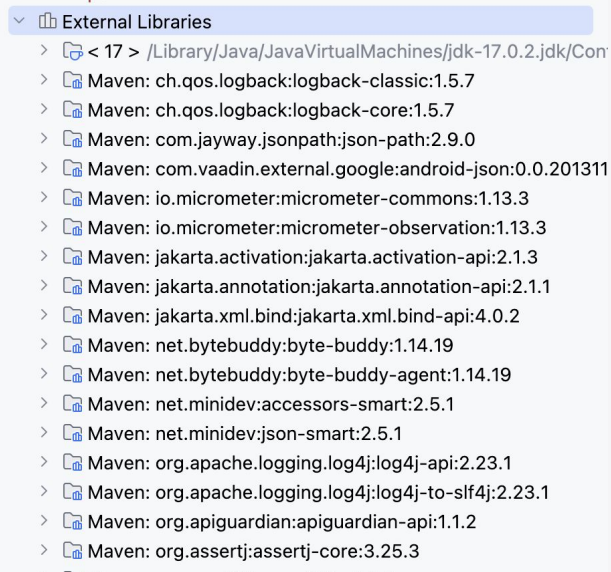 External Libraries
< 17 > /Library/Java/JavaVirtualMachines/jdk-17.0.2.jdk/Con
Maven: ch.qos.logback:logback-classic:1.5.7
Maven: ch.qos.logback:logback-core:1.5.7
Maven: com.jayway.jsonpath:json-path:2.9.0
Maven: com.vaadin.external.google:android-json:0.0.201311
Maven: io.micrometer:micrometer-commons:1.13.3
Maven: io.micrometer:micrometer-observation:1.13.3
Maven: jakarta.activation:jakarta.activation-api:2.1.3
Maven: jakarta.annotation:jakarta.annotation-api:2.1.1
Maven: jakarta.xml.bind:jakarta.xml.bind-api:4.0.2
Maven: net.bytebuddy:byte-buddy:1.14.19
Maven: net.bytebuddy:byte-buddy-agent:1.14.19
Maven: net.minidev:accessors-smart:2.5.1
Maven: net.minidev:json-smart:2.5.1
Maven: org.apache.logging.log4j:log4j-api:2.23.1
Maven: org.apache.logging.log4j:log4j-to-slf4j:2.23.1
Maven: org.apiguardian:apiguardian-api:1.1.2
Maven: org.assertj:assertj-core:3.25.3